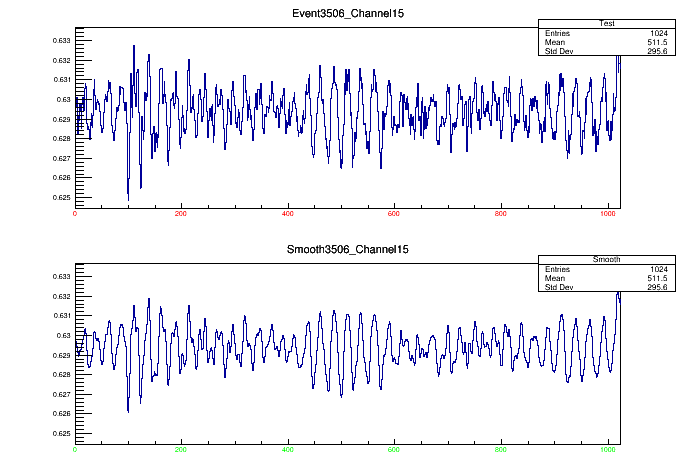 Event3506_Channel15
Test
Entries 1024
Mean 511.5
Std Dev 295.6
0.633
0.632
0.631
0.63
0.629
0.628
0.627
0.626
0.625
0 200 400 600 800 1000
Smooth3506_Channel15
Smooth
Entries 1024
Mean 511.5
Std Dev 295.6
0.633
0.632
0.631
0.63
0.629
0.628
0.627
0.626
0.625
0 200 400 600 800 1000